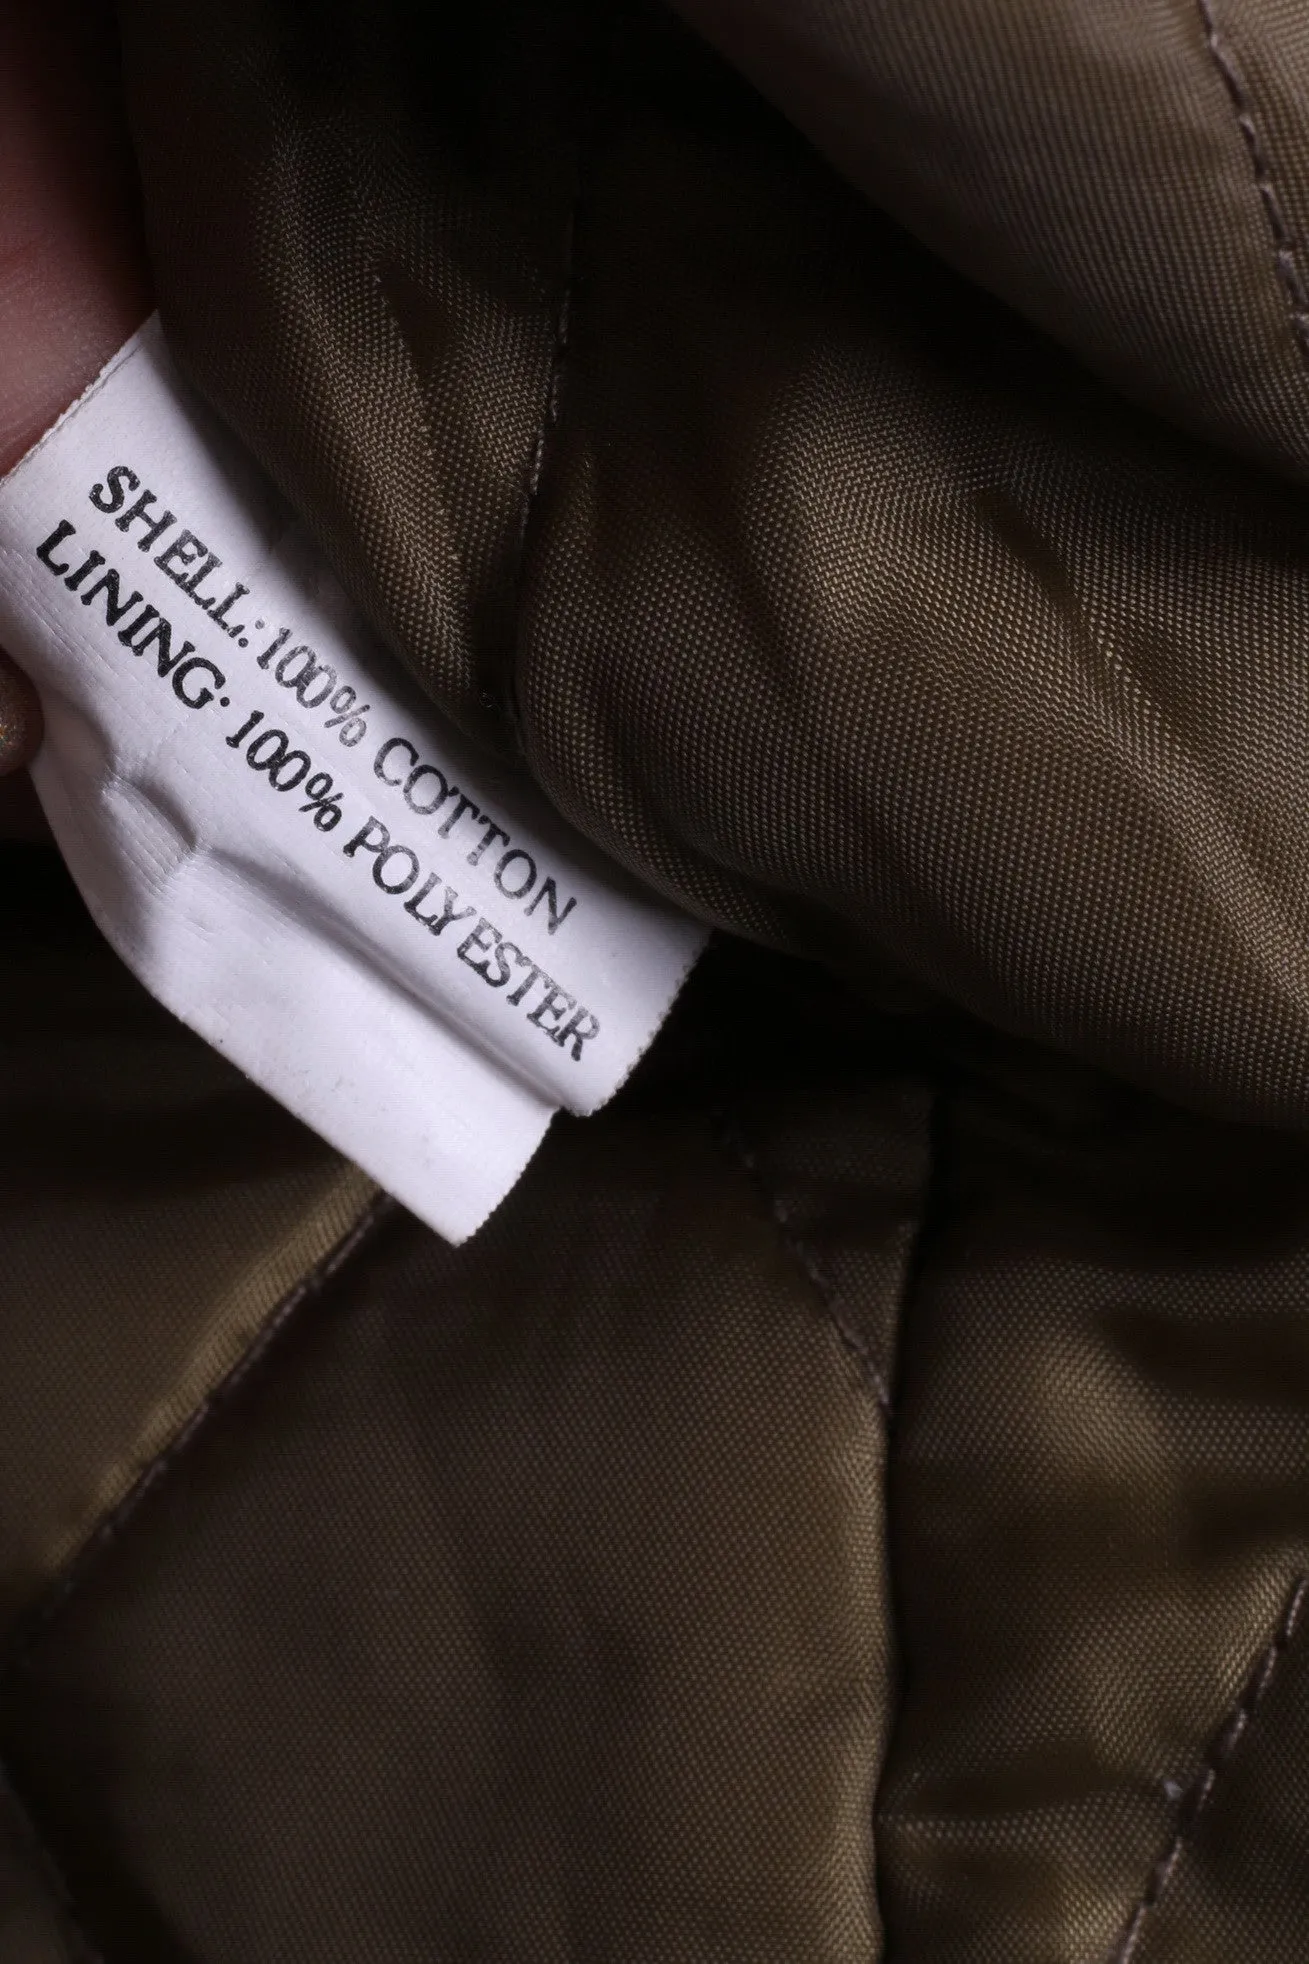 SHELL: 100% COTTON
LINING: 100% POLYESTER